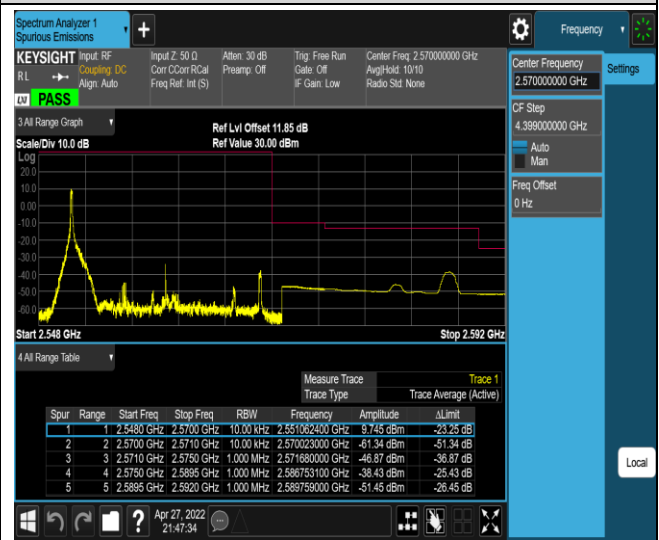 Spectrum Analyzer 1
Spurious Emissions
Frequency
KEYSIGHT Input: RF Input Z: 50 Ω Atten: 30 dB Trig: Free Run Center Freq: 2.570000000 GHz
RL Coupling: DC Corr CCorr RCal Preamp: Off Gate: Off Avg|Hold: 10/10
Align: Auto Freq Ref: Int (S) IF Gain: Low Radio Std: None
LXI PASS
Center Frequency
2.570000000 GHz
Settings
CF Step
4.399000000 GHz
Auto
Man
Freq Offset
0 Hz
3 All Range Graph
Ref Lvl Offset 11.85 dB
Scale/Div 10.0 dB Ref Value 30.00 dBm
Log
20.0
10.0
0.00
-10.0
-20.0
-30.0
-40.0
-50.0
-60.0
Start 2.548 GHz Stop 2.592 GHz
4 All Range Table
Measure Trace Trace 1
Trace Type Trace Average (Active)
Spur Range Start Freq Stop Freq RBW Frequency Amplitude ΔLimit
1 1 2.5480 GHz 2.5700 GHz 10.00 kHz 2.551062400 GHz 9.745 dBm -23.25 dB
2 2 2.5700 GHz 2.5710 GHz 10.00 kHz 2.570023000 GHz -61.34 dBm -51.34 dB
3 3 2.5710 GHz 2.5750 GHz 1.000 MHz 2.571680000 GHz -46.87 dBm -36.87 dB
4 4 2.5750 GHz 2.5895 GHz 1.000 MHz 2.586753100 GHz -38.43 dBm -25.43 dB
5 5 2.5895 GHz 2.5920 GHz 1.000 MHz 2.589759000 GHz -51.45 dBm -26.45 dB
Local
Apr 27, 2022
21:47:34